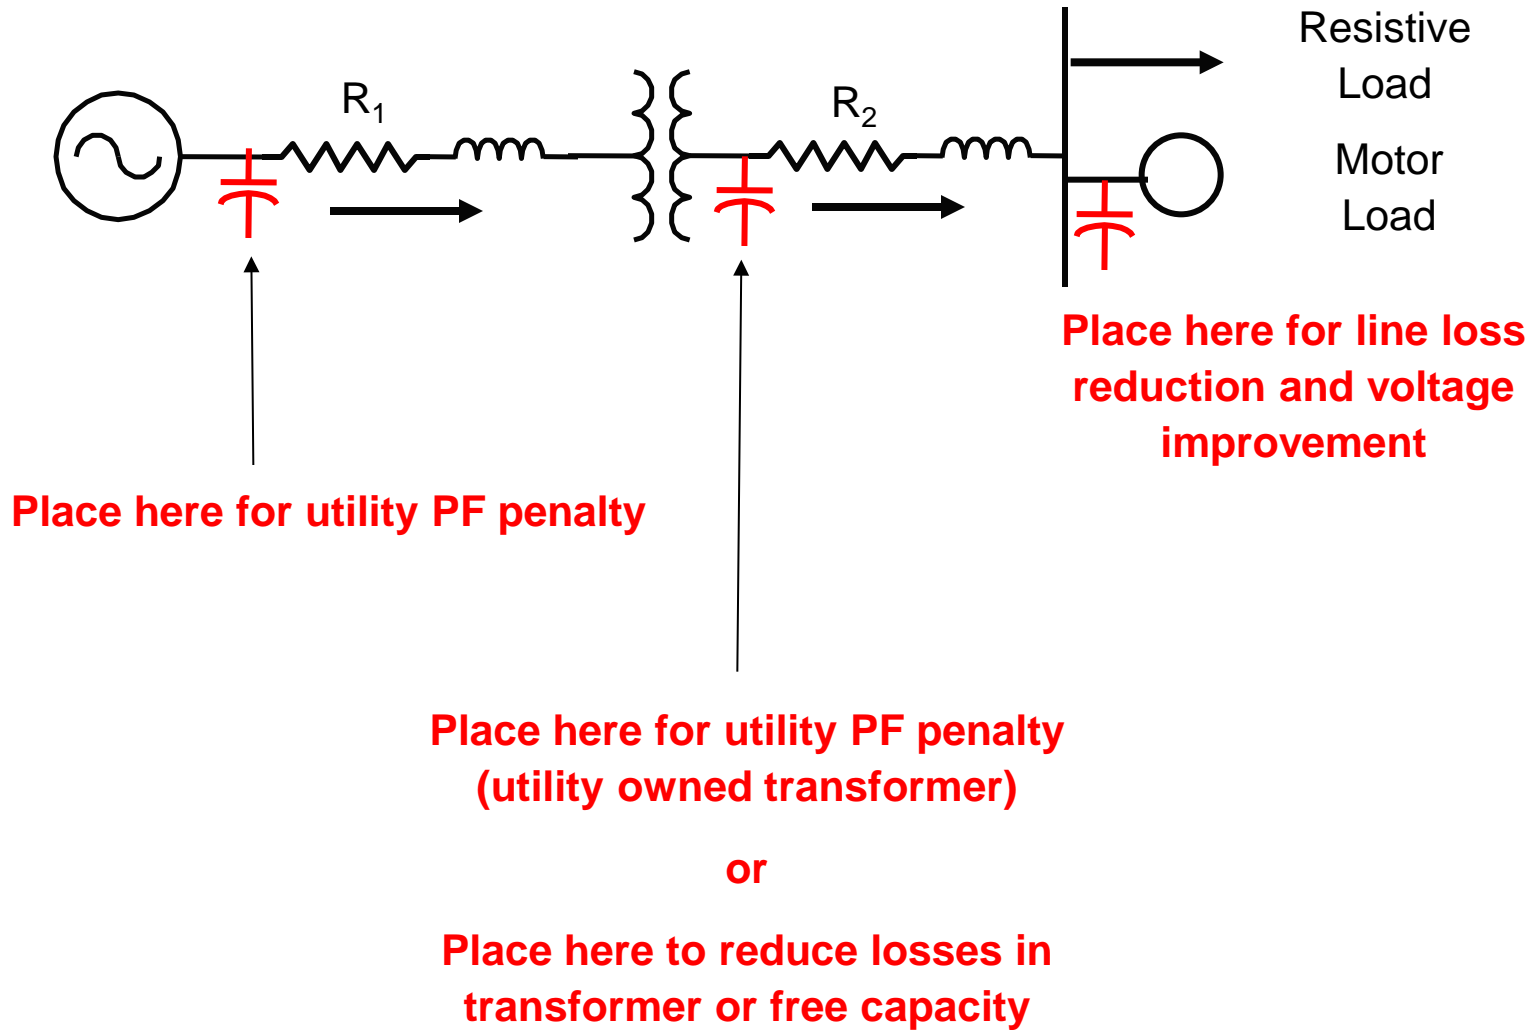 R₁
R₂
Resistive
Load
Motor
Load
Place here for line loss
reduction and voltage
improvement
Place here for utility PF penalty
Place here for utility PF penalty
(utility owned transformer)
or
Place here to reduce losses in
transformer or free capacity